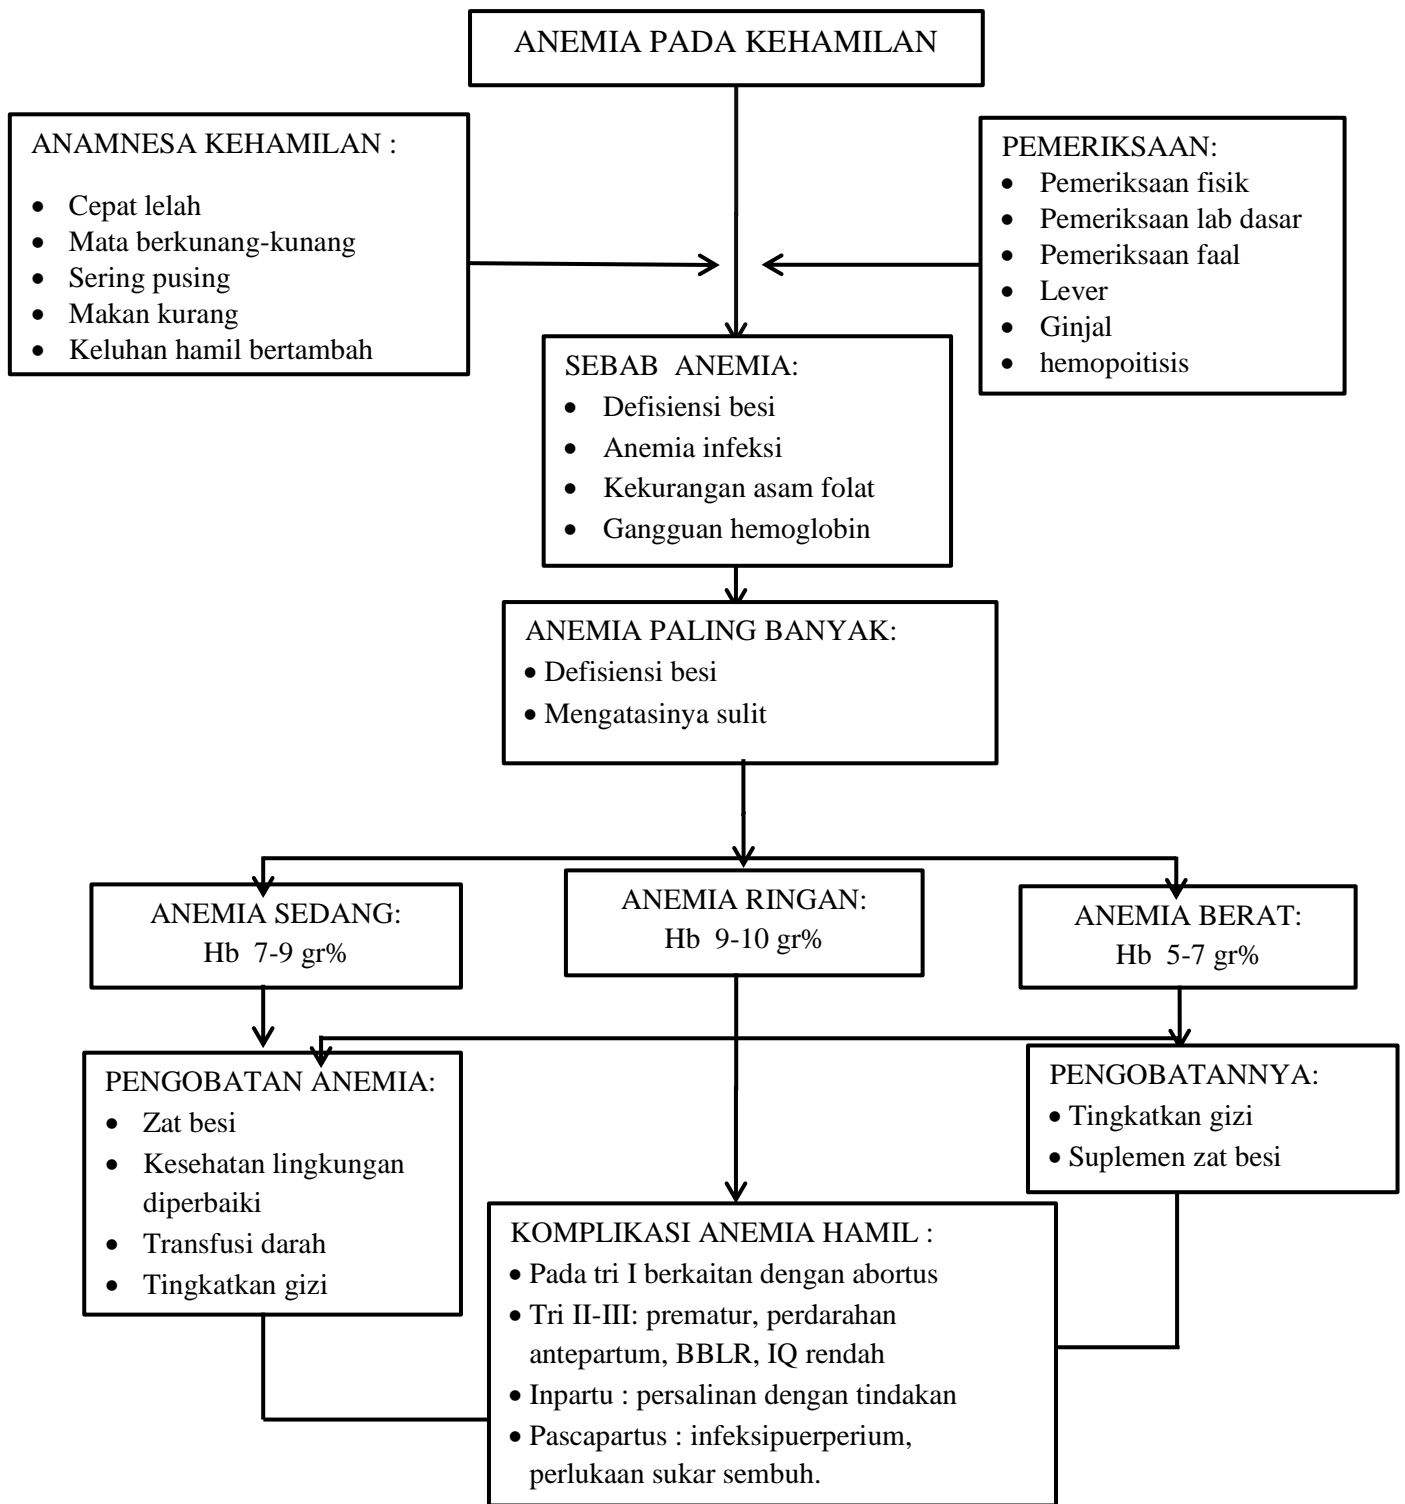 ANEMIA PADA KEHAMILAN
ANAMNESA KEHAMILAN :
• Cepat lelah
• Mata berkunang-kunang
• Sering pusing
• Makan kurang
• Keluhan hamil bertambah
PEMERIKSAAN:
• Pemeriksaan fisik
• Pemeriksaan lab dasar
• Pemeriksaan faal
• Lever
• Ginjal
• hemopoitisis
SEBAB ANEMIA:
• Defisiensi besi
• Anemia infeksi
• Kekurangan asam folat
• Gangguan hemoglobin
ANEMIA PALING BANYAK:
• Defisiensi besi
• Mengatasinya sulit
ANEMIA SEDANG:
Hb 7-9 gr%
ANEMIA RINGAN:
Hb 9-10 gr%
ANEMIA BERAT:
Hb 5-7 gr%
PENGOBATAN ANEMIA:
• Zat besi
• Kesehatan lingkungan
diperbaiki
• Transfusi darah
• Tingkatkan gizi
PENGOBATANNYA:
• Tingkatkan gizi
• Suplemen zat besi
KOMPLIKASI ANEMIA HAMIL :
• Pada tri I berkaitan dengan abortus
• Tri II-III: prematur, perdarahan
antepartum, BBLR, IQ rendah
• Inpartu : persalinan dengan tindakan
• Pascapartus : infeksipuerperium,
perlukaan sukar sembuh.